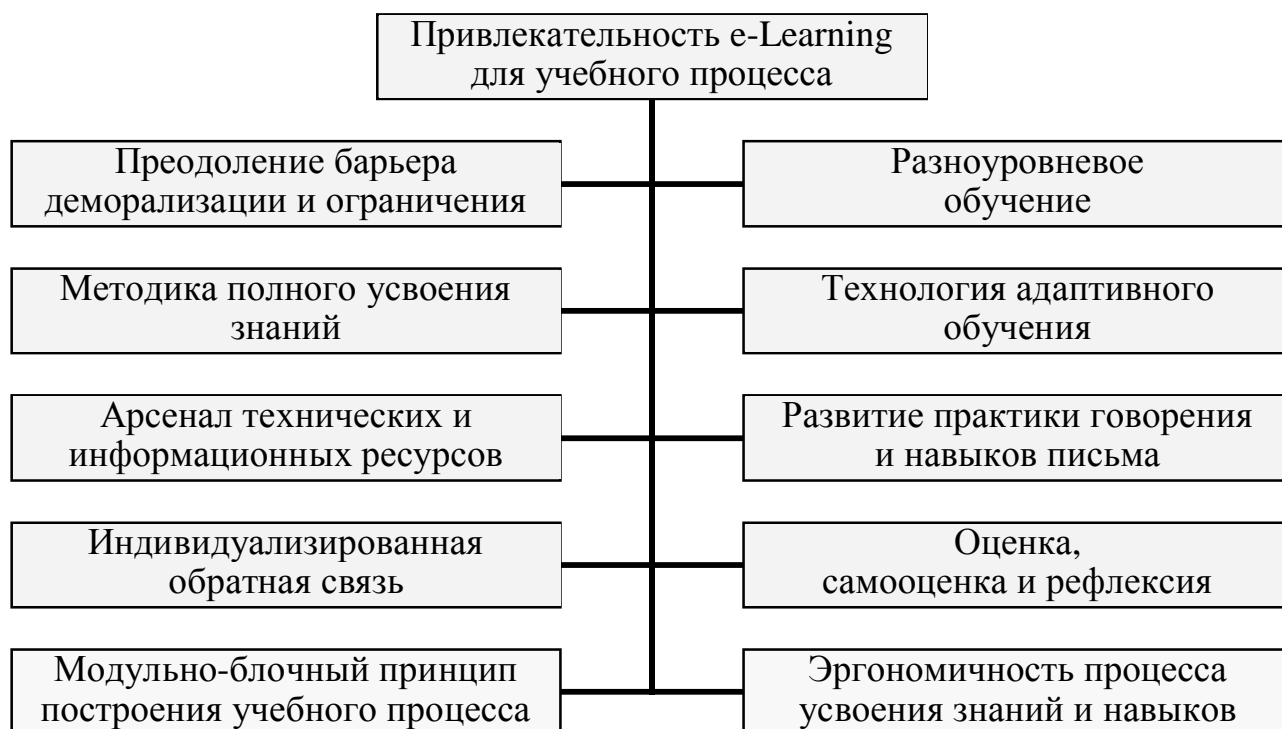 Привлекательность e-Learning
для учебного процесса
Преодоление барьера
деморализации и ограничения
Разноуровневое
обучение
Методика полного усвоения
знаний
Технология адаптивного
обучения
Арсенал технических и
информационных ресурсов
Развитие практики говорения
и навыков письма
Индивидуализированная
обратная связь
Оценка,
самооценка и рефлексия
Модульно-блочный принцип
построения учебного процесса
Эргономичность процесса
усвоения знаний и навыков